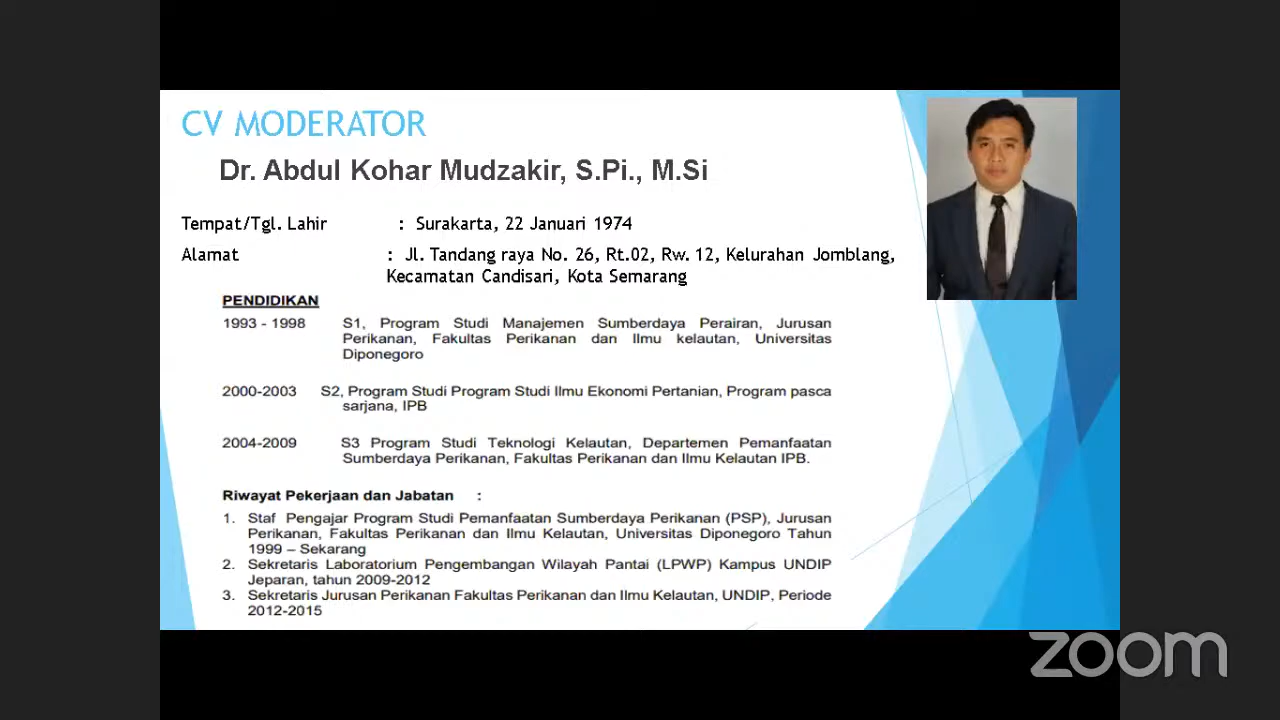 CV MODERATOR
Dr. Abdul Kohar Mudzakir, S.Pi., M.Si
Tempat/Tgl. Lahir : Surakarta, 22 Januari 1974
Alamat : Jl. Tandang raya No. 26, Rt.02, Rw. 12, Kelurahan Jomblang,
Kecamatan Candisari, Kota Semarang
PENDIDIKAN
1993 - 1998 S1, Program Studi Manajemen Sumberdaya Perairan, Jurusan
Perikanan, Fakultas Perikanan dan Ilmu kelautan, Universitas
Diponegoro
2000-2003 S2, Program Studi Program Studi Ilmu Ekonomi Pertanian, Program pasca
sarjana, IPB
2004-2009 S3 Program Studi Teknologi Kelautan, Departemen Pemanfaatan
Sumberdaya Perikanan, Fakultas Perikanan dan Ilmu Kelautan IPB.
Riwayat Pekerjaan dan Jabatan :
1. Staf Pengajar Program Studi Pemanfaatan Sumberdaya Perikanan (PSP), Jurusan
Perikanan, Fakultas Perikanan dan Ilmu Kelautan, Universitas Diponegoro Tahun
1999 – Sekarang
2. Sekretaris Laboratorium Pengembangan Wilayah Pantai (LPWP) Kampus UNDIP
Jeparan, tahun 2009-2012
3. Sekretaris Jurusan Perikanan Fakultas Perikanan dan Ilmu Kelautan, UNDIP, Periode
2012-2015
zoom